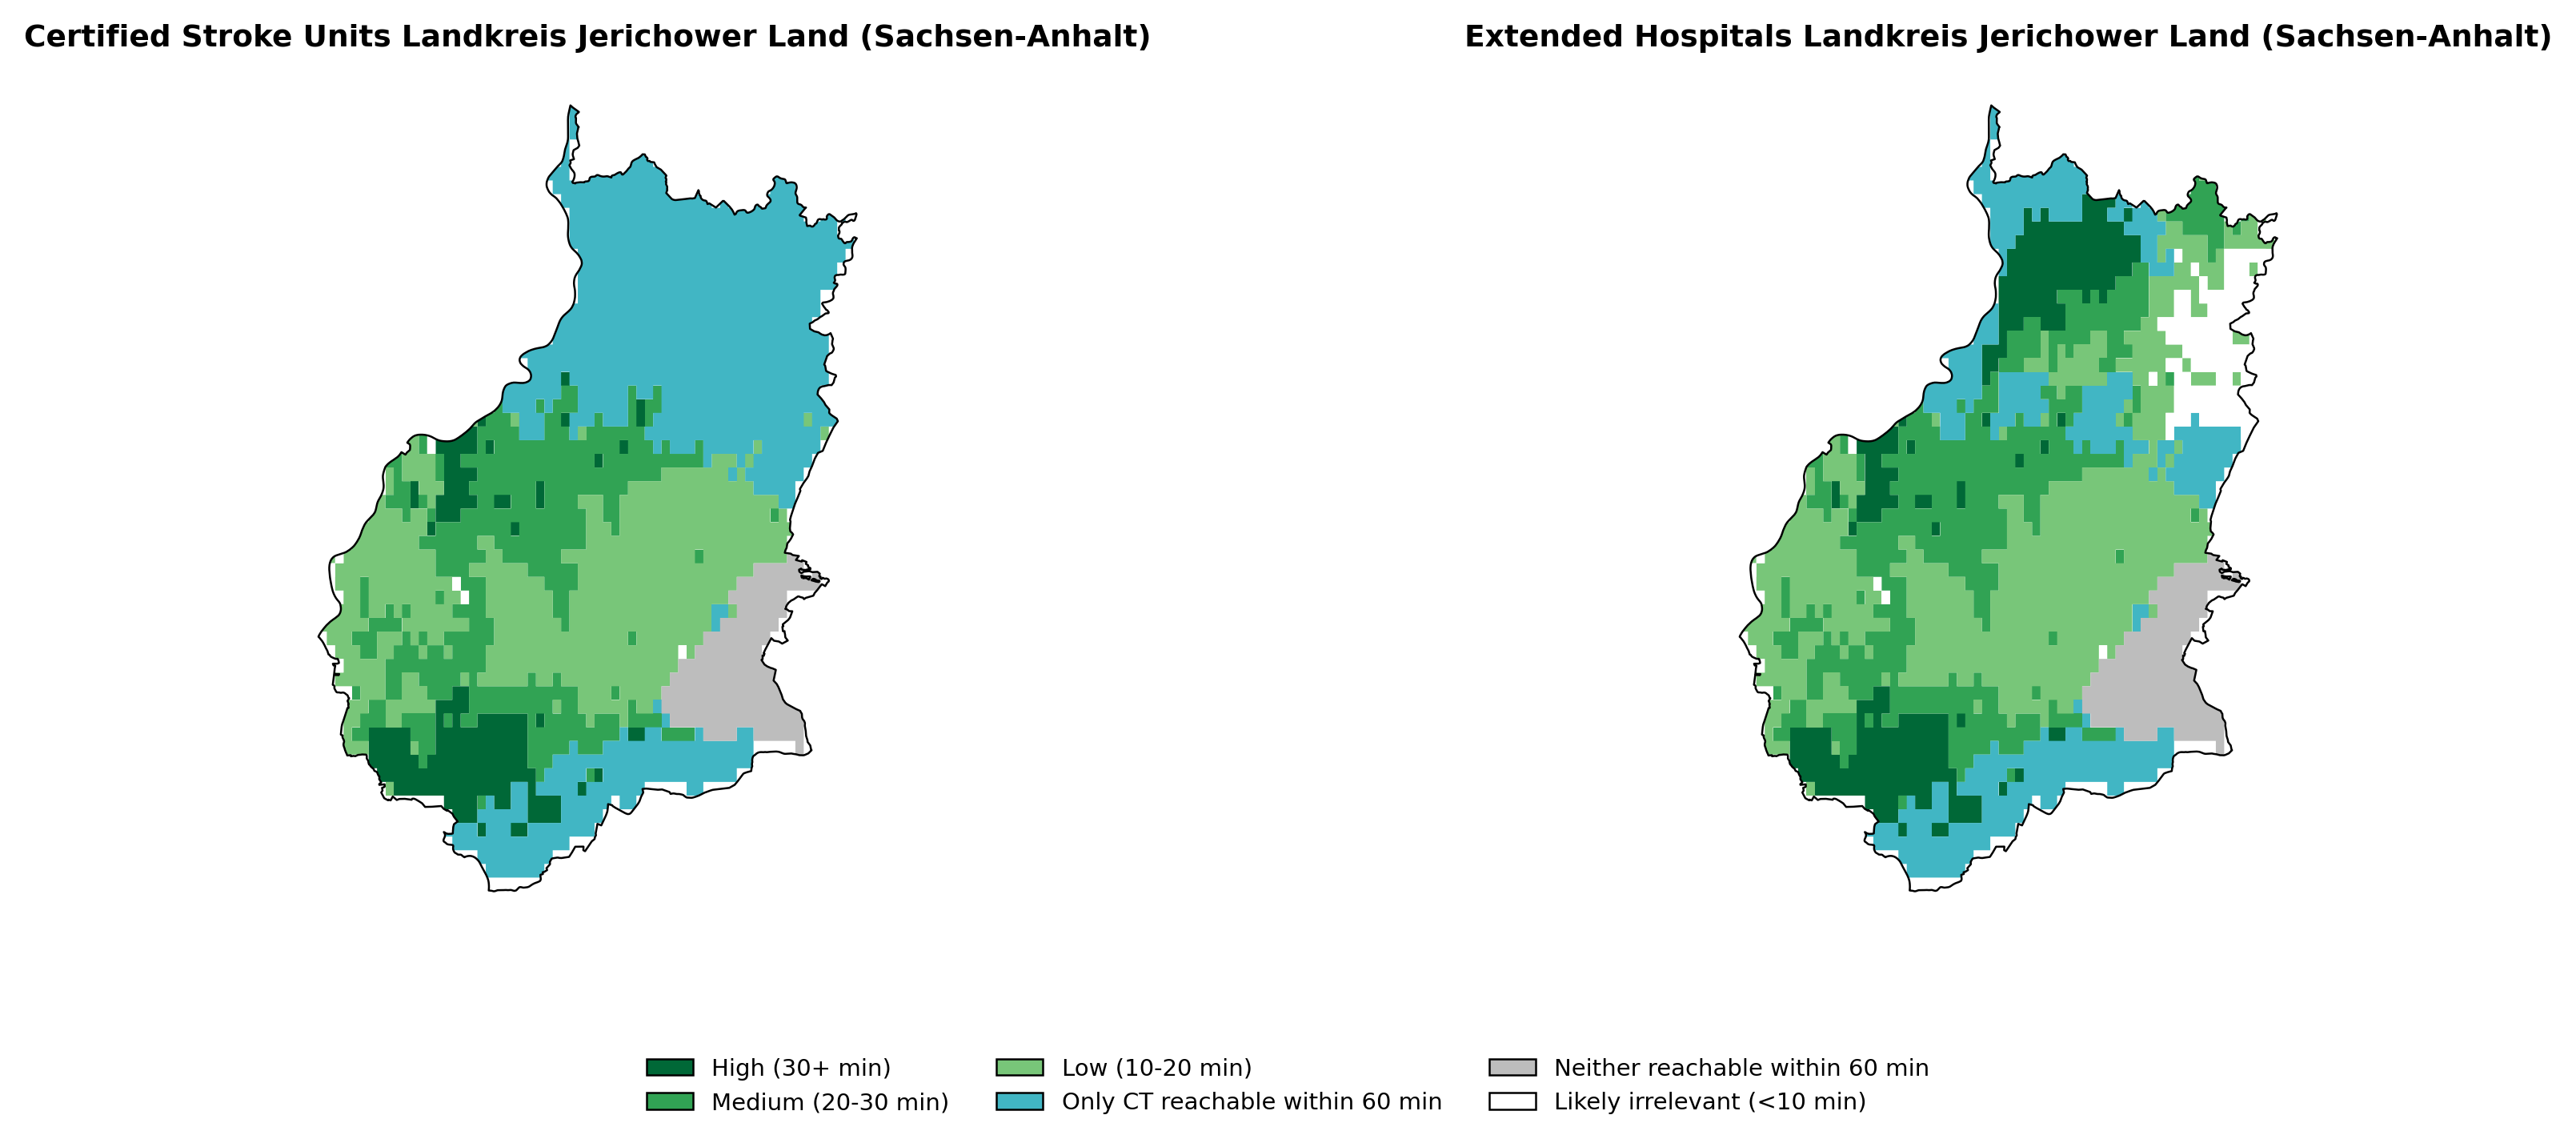 Certified Stroke Units Landkreis Jerichower Land (Sachsen-Anhalt)
Extended Hospitals Landkreis Jerichower Land (Sachsen-Anhalt)
High (30+ min)
Medium (20-30 min)
Low (10-20 min)
Only CT reachable within 60 min
Neither reachable within 60 min
Likely irrelevant (<10 min)